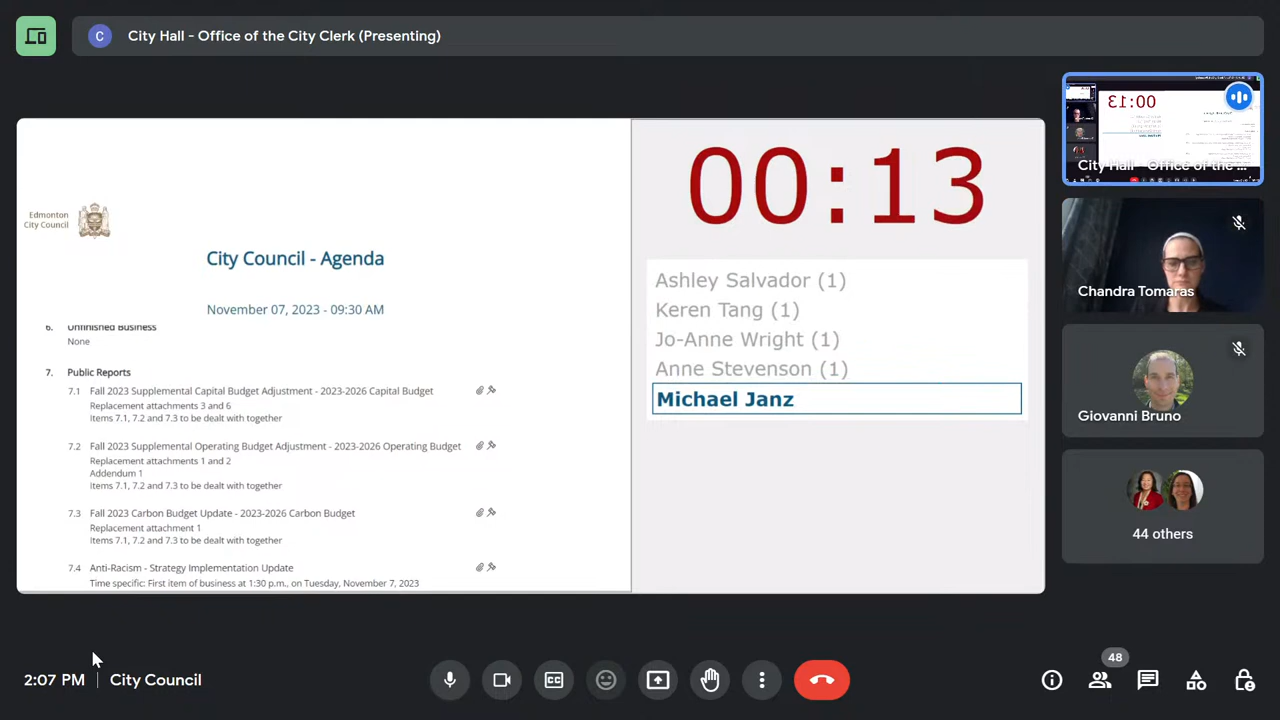 City Hall - Office of the City Clerk (Presenting)
C
Edmonton
City Council
City Council - Agenda
November 07, 2023 - 09:30 AM
6. Unfinished Business
None
7. Public Reports
7.1 Fall 2023 Supplemental Capital Budget Adjustment - 2023-2026 Capital Budget
Replacement attachments 3 and 6
Items 7.1, 7.2 and 7.3 to be dealt with together
7.2 Fall 2023 Supplemental Operating Budget Adjustment - 2023-2026 Operating Budget
Replacement attachments 1 and 2
Addendum 1
Items 7.1, 7.2 and 7.3 to be dealt with together
7.3 Fall 2023 Carbon Budget Update - 2023-2026 Carbon Budget
Replacement attachment 1
Items 7.1, 7.2 and 7.3 to be dealt with together
7.4 Anti-Racism - Strategy Implementation Update
Time specific: First item of business at 1:30 p.m., on Tuesday, November 7, 2023
00:13
Ashley Salvador (1)
Keren Tang (1)
Jo-Anne Wright (1)
Anne Stevenson (1)
Michael Janz
00:13
City Hall - Office of the ...
Chandra Tomaras
Giovanni Bruno
44 others
2:07 PM | City Council
CC
48